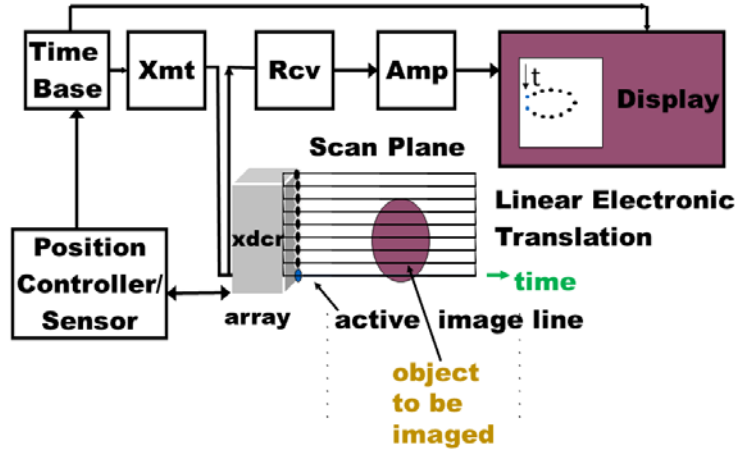 Time
Base
Xmt
Rcv
Amp
t
Display
Scan Plane
Linear Electronic
Translation
xdcr
Position
Controller/
Sensor
time
array
active image line
object
to be
imaged